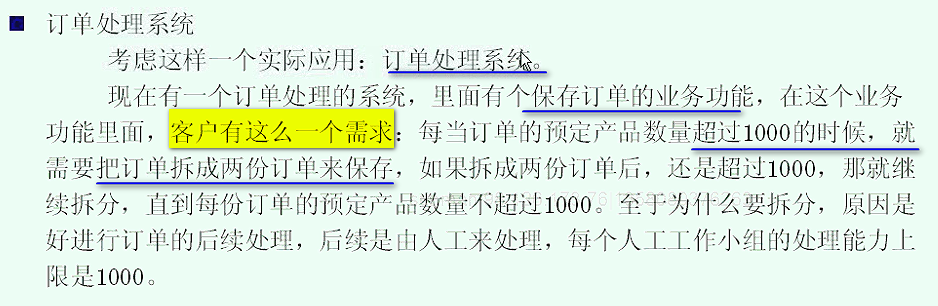 订单处理系统
考虑这样一个实际应用：订单处理系统。
现在有一个订单处理的系统，里面有个保存订单的业务功能，在这个业务
功能里面，客户有这么一个需求：每当订单的预定产品数量超过1000的时候，就
需要把订单拆成两份订单来保存，如果拆成两份订单后，还是超过1000，那就继
续拆分，直到每份订单的预定产品数量不超过1000。至于为什么要拆分，原因是
好进行订单的后续处理，后续是由人工来处理，每个人工工作小组的处理能力上
限是1000。